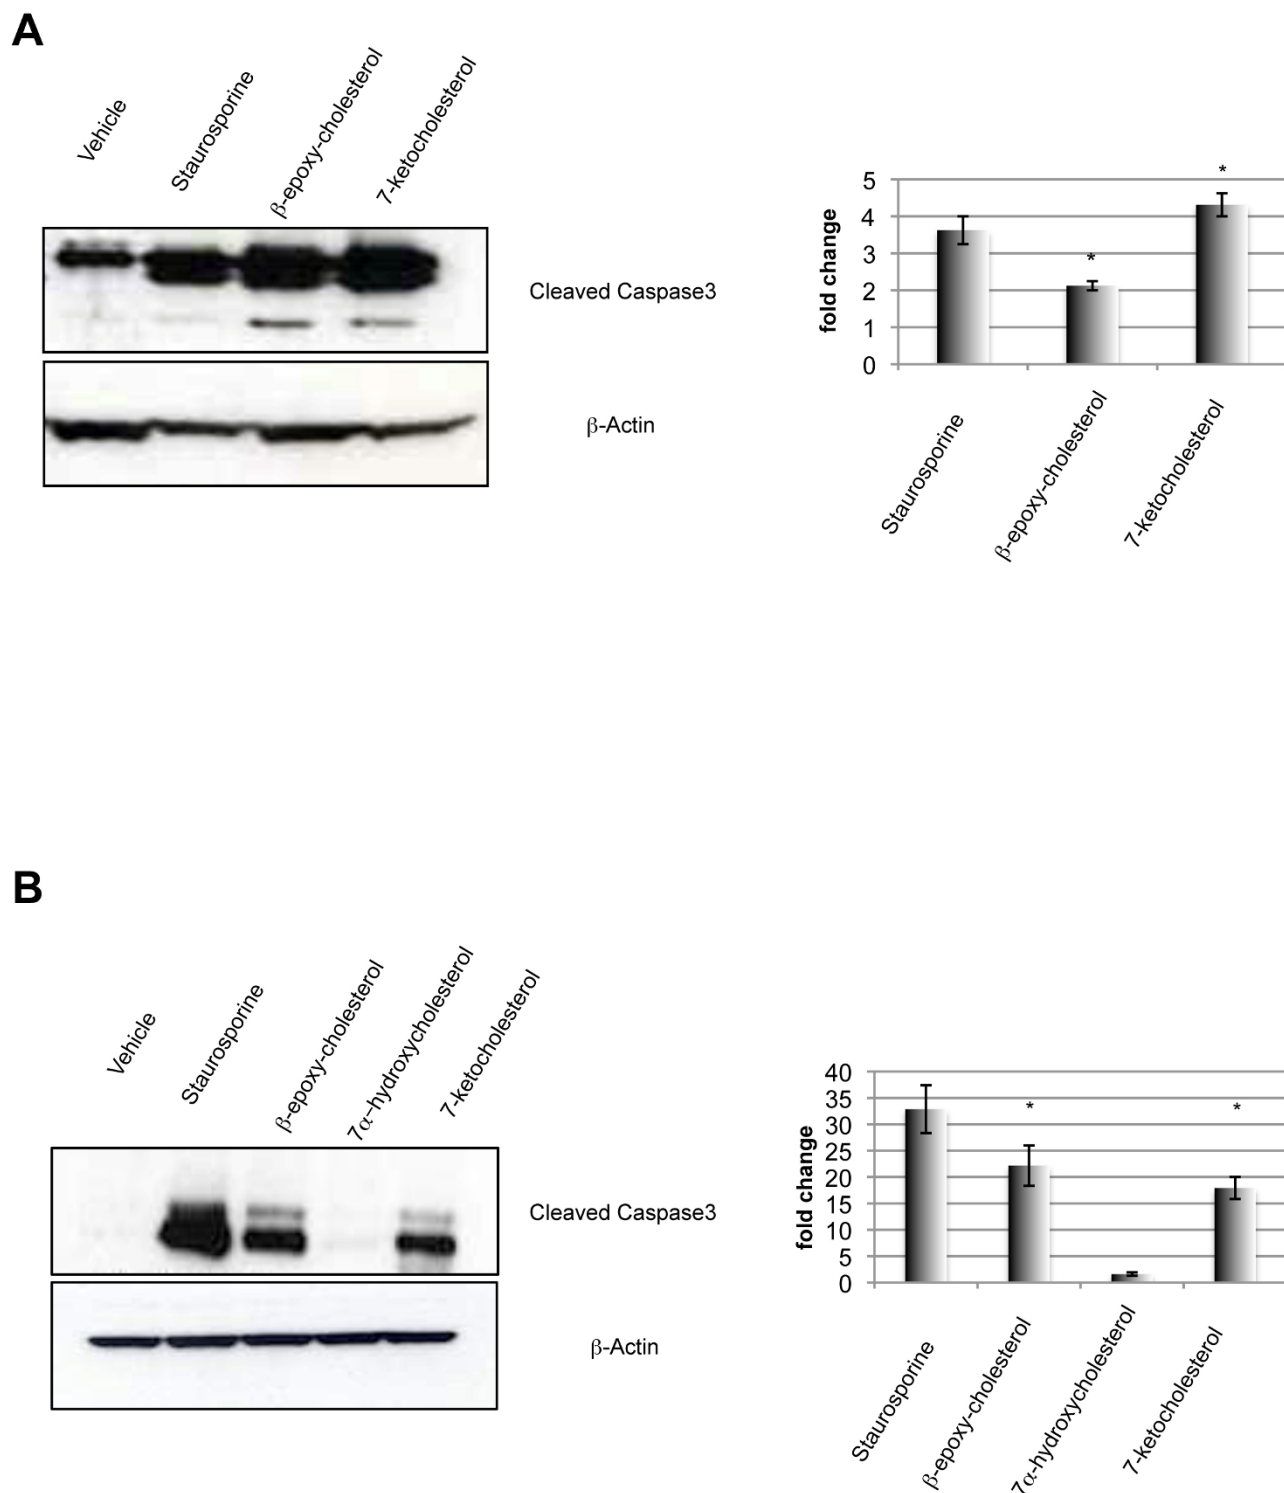 A
Vehicle
Staurosporine
β-epoxy-cholesterol
7-ketocholesterol
Cleaved Caspase3
β-Actin
fold change
5
4
3
2
1
0
*
*
Staurosporine
β-epoxy-cholesterol
7-ketocholesterol
B
Vehicle
Staurosporine
β-epoxy-cholesterol
7α-hydroxycholesterol
7-ketocholesterol
Cleaved Caspase3
β-Actin
fold change
40
35
30
25
20
15
10
5
0
*
*
Staurosporine
β-epoxy-cholesterol
7α-hydroxycholesterol
7-ketocholesterol